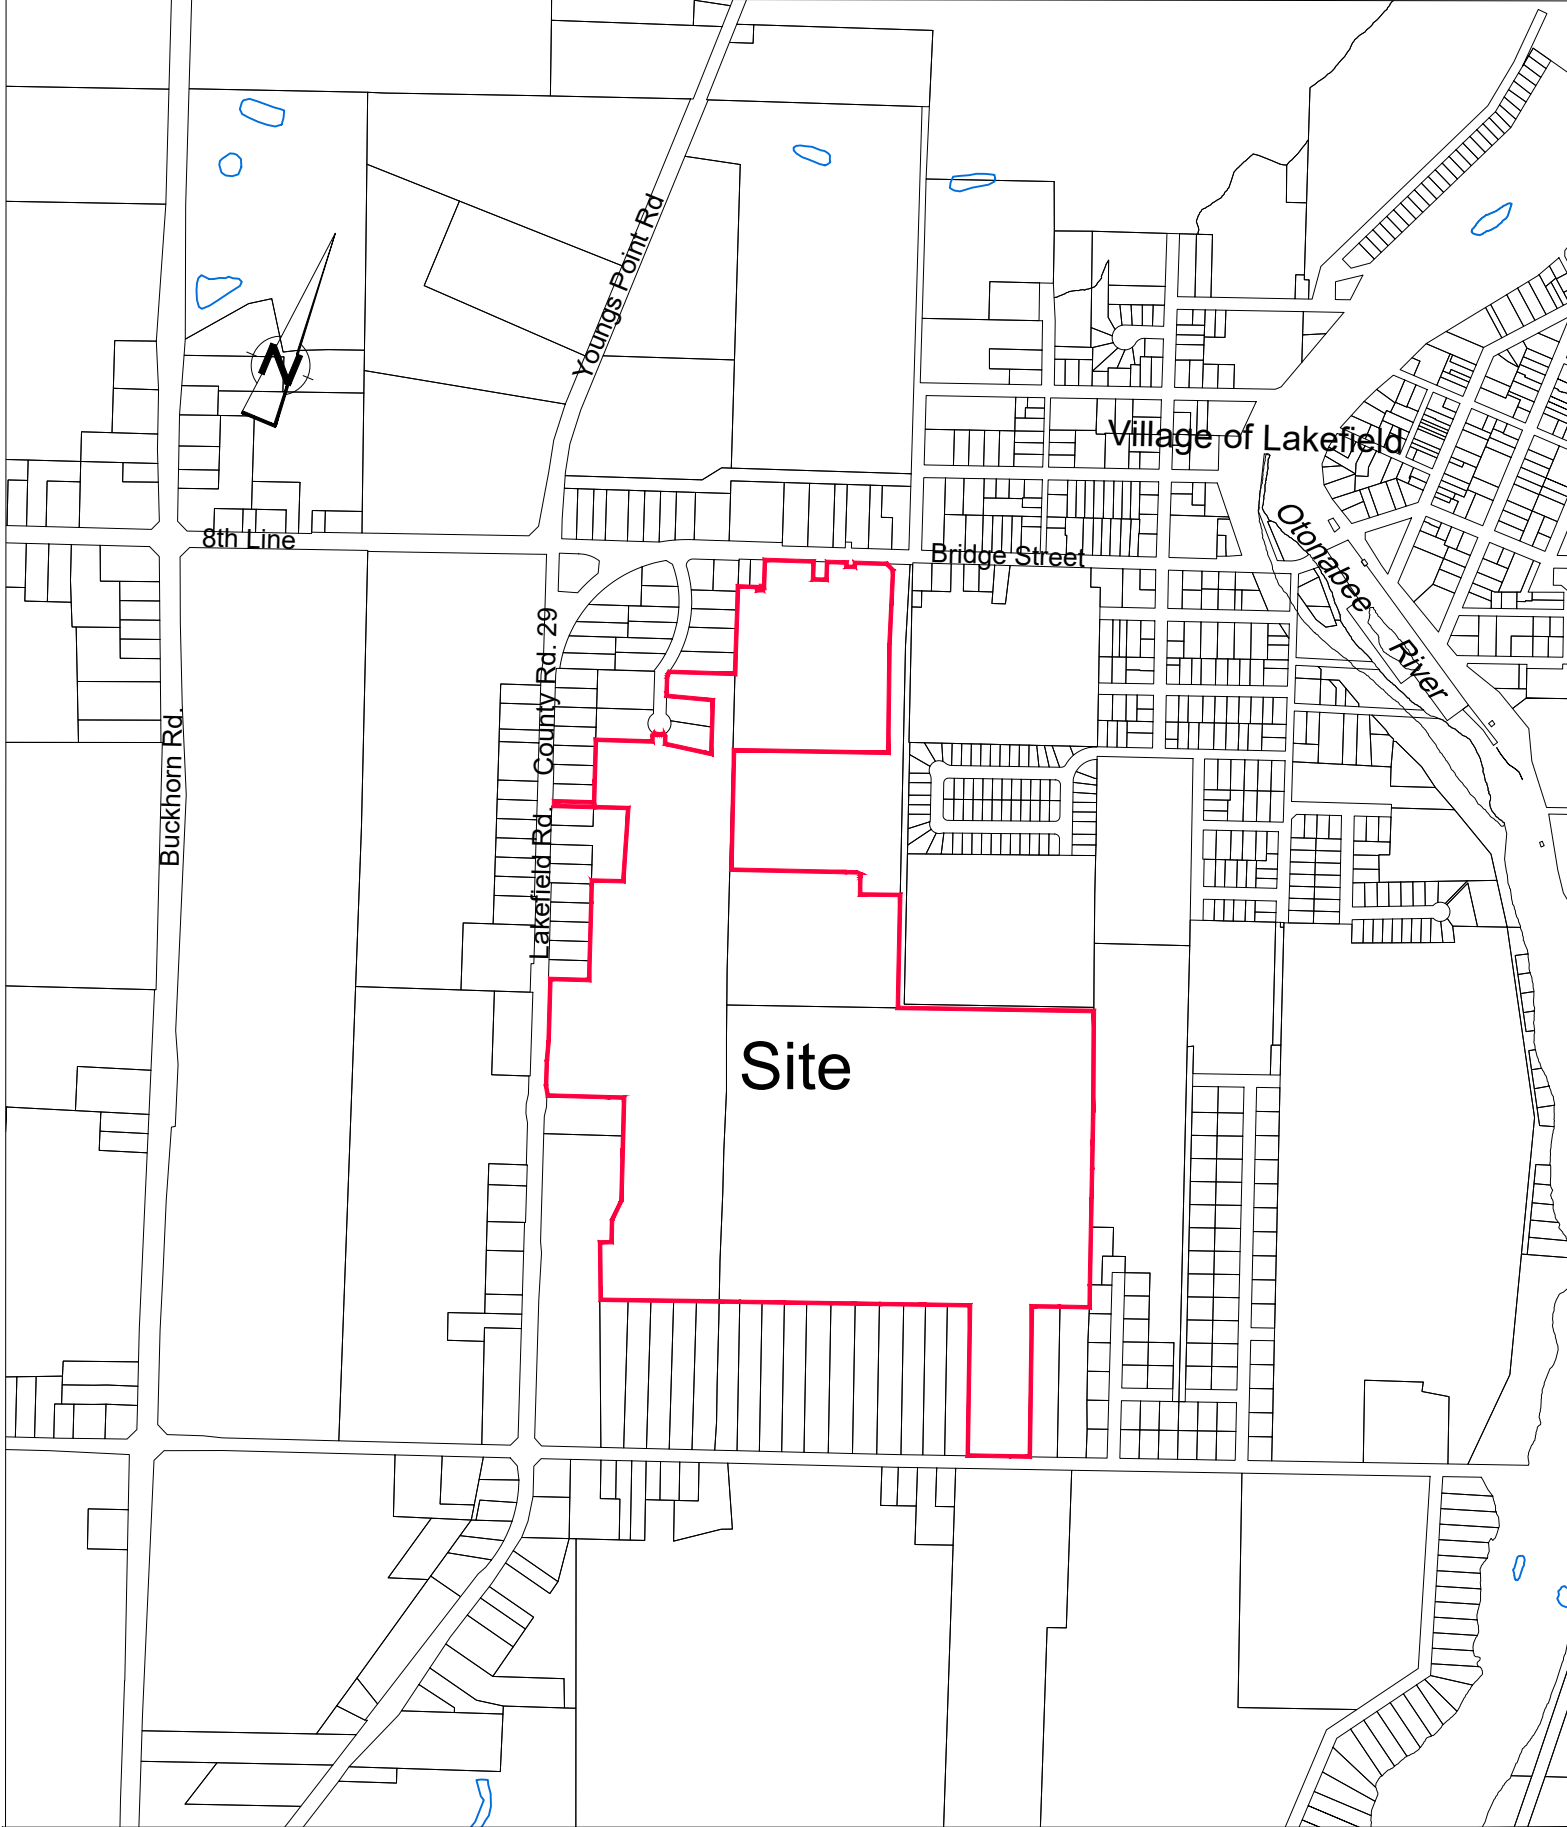 Youngs Point Rd
N
Village of Lakefield
8th Line
Bridge Street
Otonabee
River
County Rd. 29
Lakefield Rd.
Buckhorn Rd.
Site